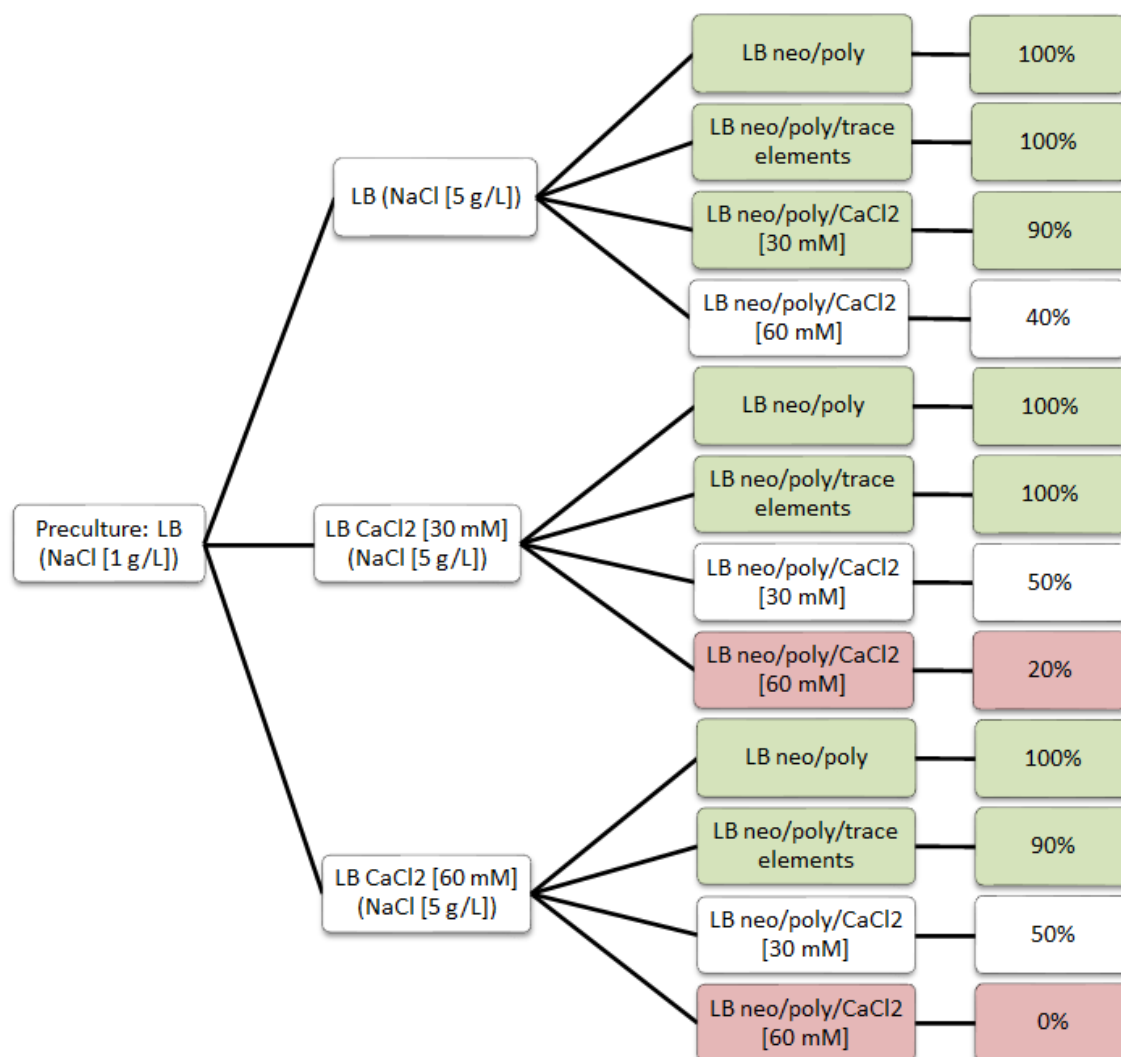 LB neo/poly
100%
LB neo/poly/trace
elements
100%
LB (NaCl [5 g/L])
LB neo/poly/CaCl2
[30 mM]
90%
LB neo/poly/CaCl2
[60 mM]
40%
LB neo/poly
100%
LB neo/poly/trace
elements
100%
Preculture: LB
(NaCl [1 g/L])
LB CaCl2 [30 mM]
(NaCl [5 g/L])
LB neo/poly/CaCl2
[30 mM]
50%
LB neo/poly/CaCl2
[60 mM]
20%
LB neo/poly
100%
LB neo/poly/trace
elements
90%
LB CaCl2 [60 mM]
(NaCl [5 g/L])
LB neo/poly/CaCl2
[30 mM]
50%
LB neo/poly/CaCl2
[60 mM]
0%